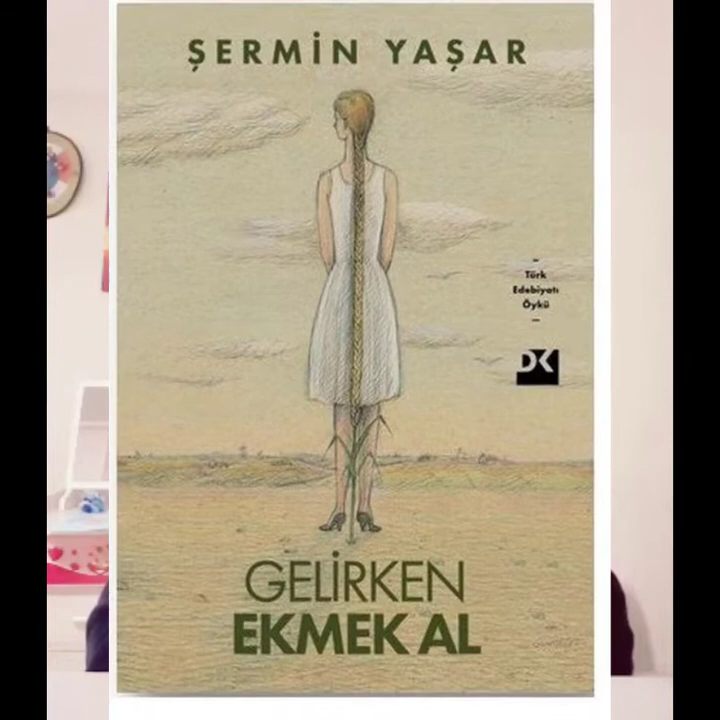 ŞERMİN YAŞAR
Türk
Edebiyatı
Öykü
DK
GELİRKEN
EKMEK AL